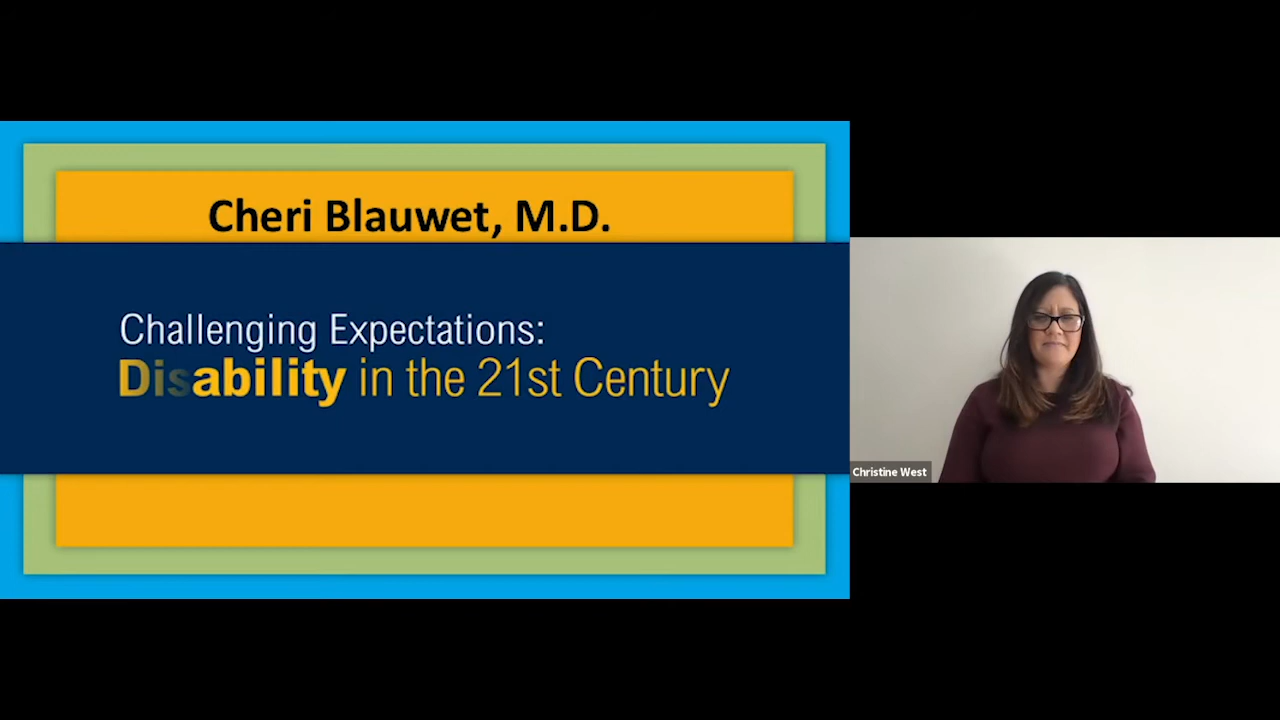 Cheri Blauwet, M.D.
Challenging Expectations:
Disability in the 21st Century
Christine West